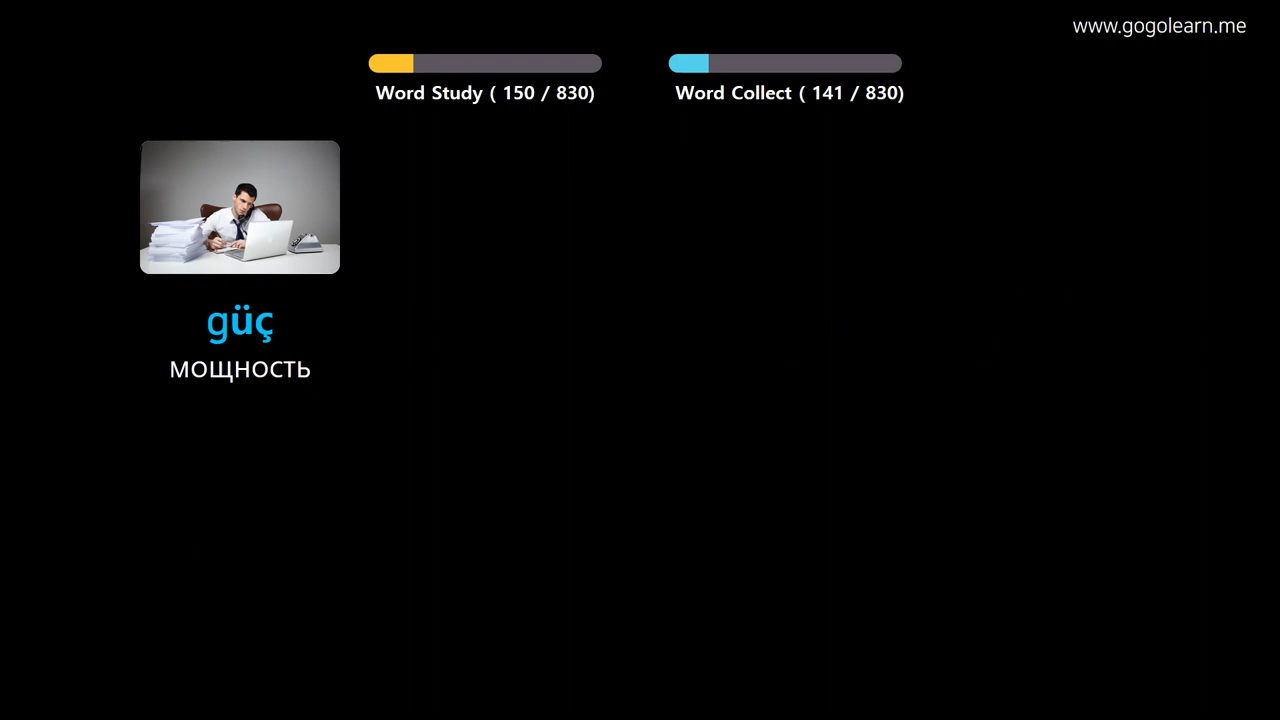 www.gogolearn.me
Word Study ( 150 / 830)
Word Collect ( 141 / 830)
güç
мощность